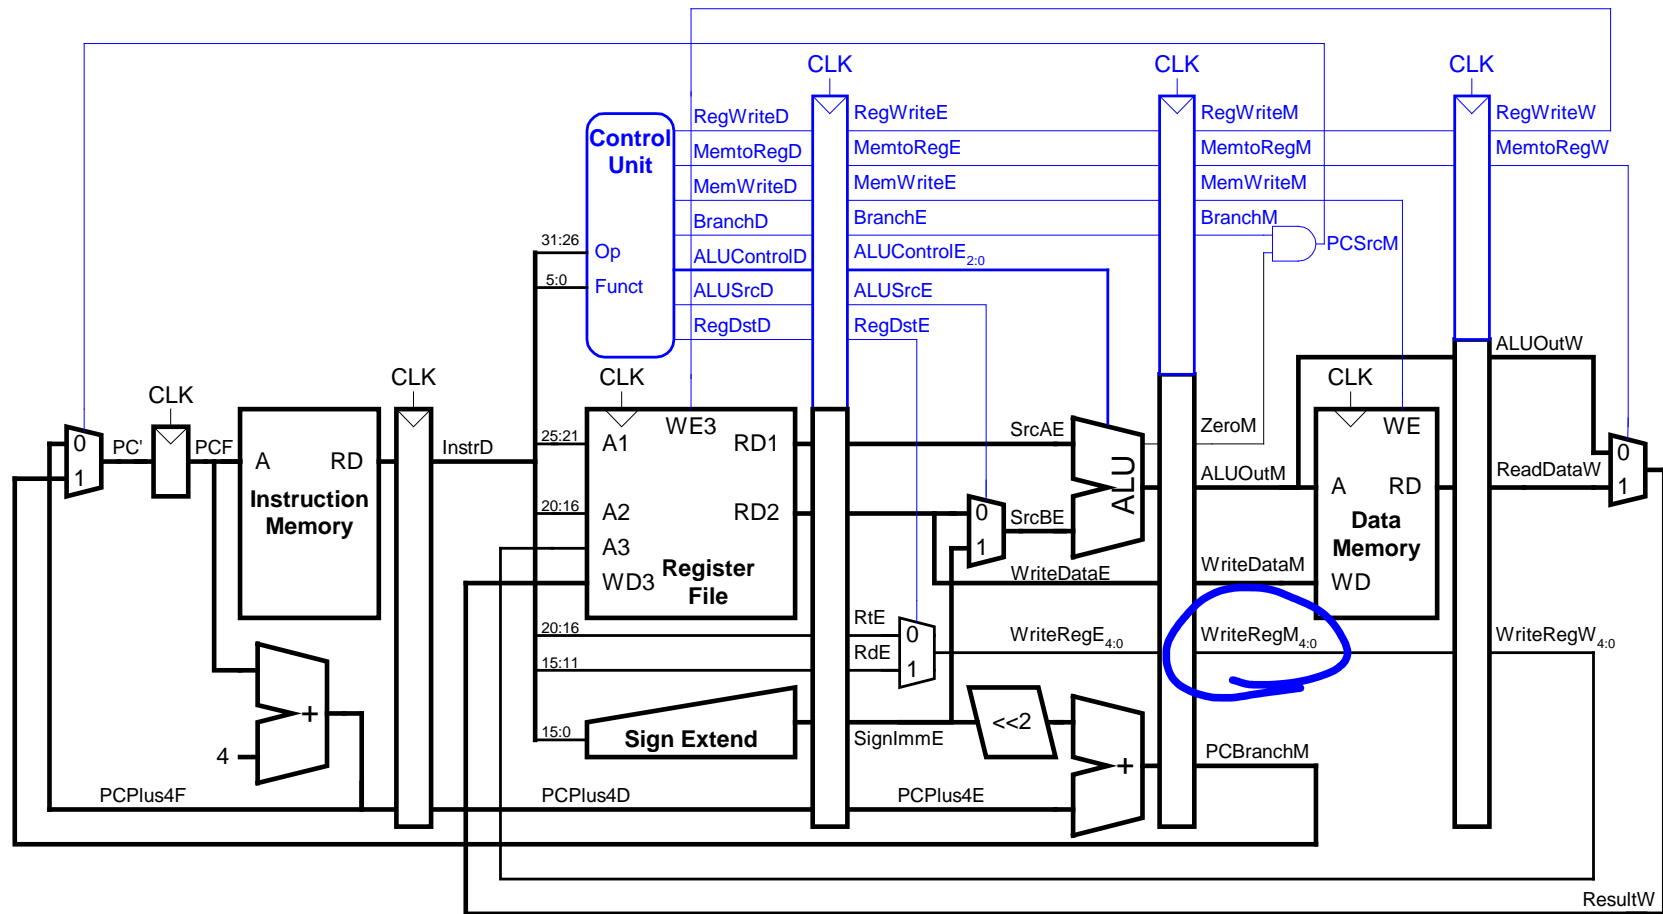 CLK CLK CLK
RegWriteD RegWriteE RegWriteM RegWriteW
Control Unit
MemtoRegD MemtoRegE MemtoRegM MemtoRegW
MemWriteD MemWriteE MemWriteM
BranchD BranchE BranchM
31:26 Op ALUControlD ALUControlE2:0 PCSrcM
5:0 Funct ALUSrcD ALUSrcE
RegDstD RegDstE
ALUOutW
CLK CLK CLK CLK
0 1 PC' PCF A RD InstrD
Instruction Memory
25:21 A1 WE3 RD1 SrcAE ZeroM WE
20:16 A2 RD2 0 1 SrcBE ALU ALUOutM A RD ReadDataW 0 1
A3 Data Memory
WD3 Register File WriteDataE WriteDataM WD
20:16 RtE 0 WriteRegE4:0 WriteRegM4:0 WriteRegW4:0
15:11 RdE 1
+ <<2
15:0 Sign Extend SignImmE
4 + PCBranchM
PCPlus4F PCPlus4D PCPlus4E
ResultW